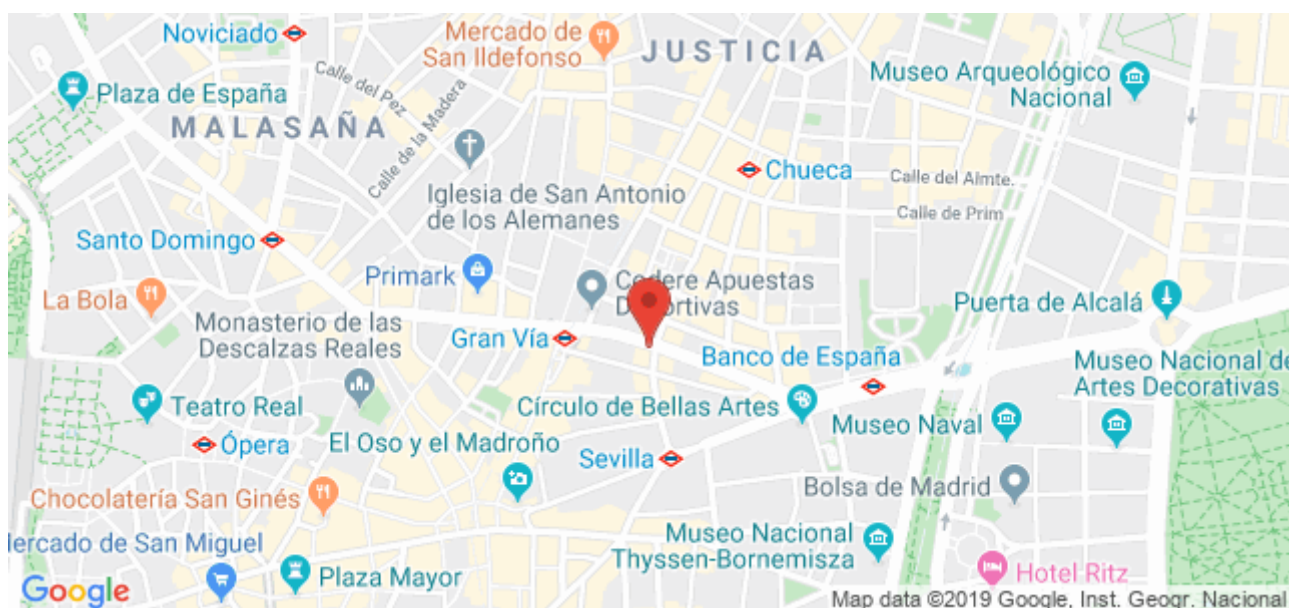 Noviciado
Mercado de
San Ildefonso
JUSTICIA
Museo Arqueológico
Nacional
Plaza de España
Calle del Pez
MALASAÑA
Calle de la Madera
Chueca
Calle del Almte.
Iglesia de San Antonio
de los Alemanes
Calle de Prim
Santo Domingo
Primark
Codere Apuestas
Deportivas
La Bola
Puerta de Alcalá
Monasterio de las
Descalzas Reales
Gran Vía
Banco de España
Museo Nacional de
Artes Decorativas
Teatro Real
Círculo de Bellas Artes
Museo Naval
Ópera
El Oso y el Madroño
Sevilla
Bolsa de Madrid
Chocolatería San Ginés
Museo Nacional
Thyssen-Bornemisza
ercado de San Miguel
Plaza Mayor
Hotel Ritz
Google
Map data ©2019 Google, Inst. Geogr. Nacional